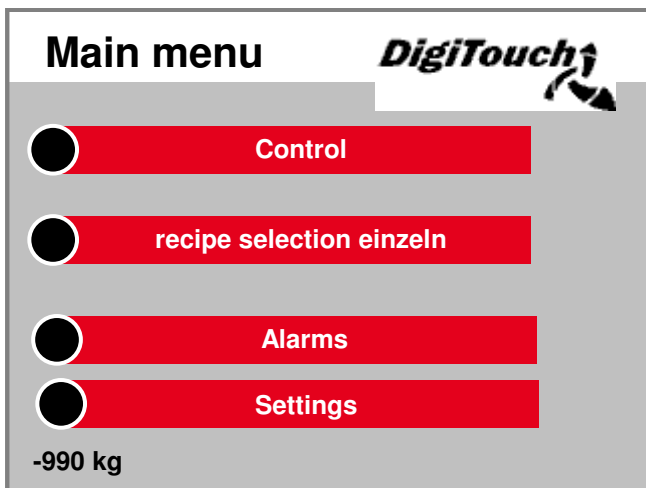 Main menu
DigiTouch
Control
recipe selection einzeln
Alarms
Settings
-990 kg